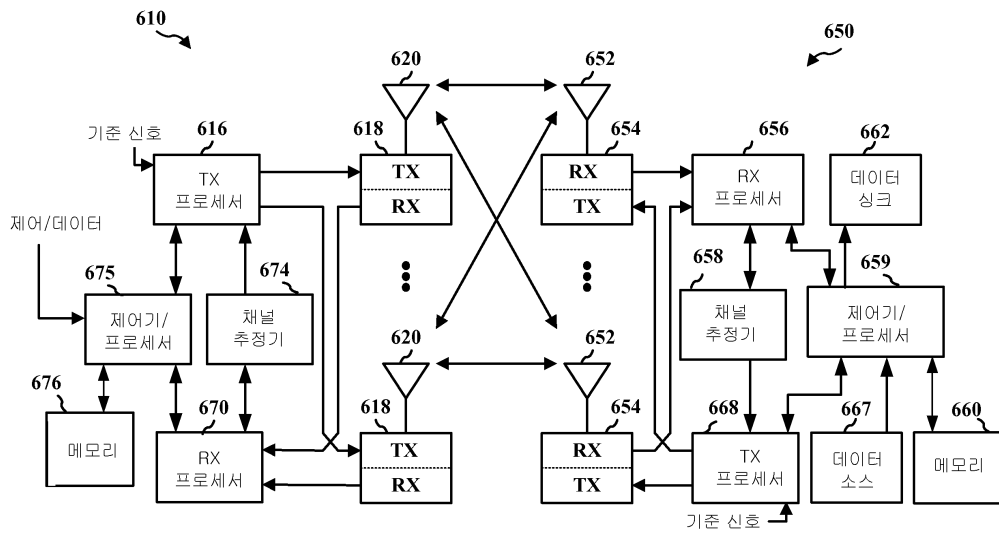 610
650
620
652
기준 신호
616
618
654
656
662
TX
프로세서
TX
RX
RX
TX
RX
프로세서
데이터
싱크
제어/데이터
675
674
658
659
제어기/
프로세서
채널
추정기
채널
추정기
제어기/
프로세서
620
652
676
670
618
654
668
667
660
메모리
RX
프로세서
TX
RX
RX
TX
TX
프로세서
데이터
소스
메모리
기준 신호